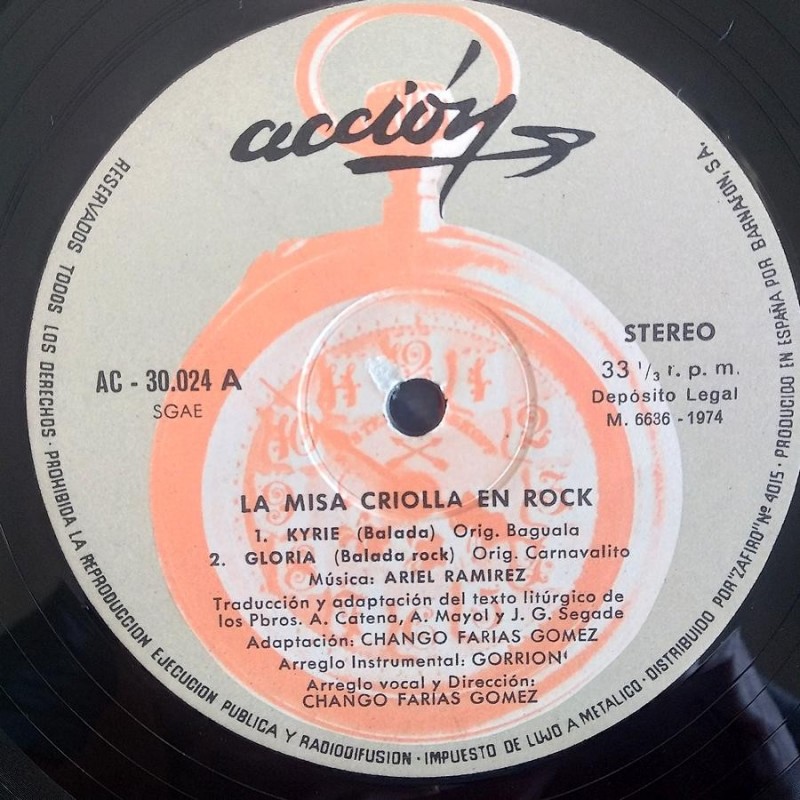 acción
RESERVADOS TODOS LOS DERECHOS · PROHIBIDA LA REPRODUCCION EJECUCION PUBLICA Y RADIODIFUSION · IMPUESTO DE LUJO A METALICO · DISTRIBUIDO POR "ZAFIRO" Nº 4015 · PRODUCIDO EN ESPAÑA POR BARNAFON, S.A.
AC - 30.024 A
SGAE
STEREO
33 1/3 r. p. m.
Depósito Legal
M. 6636 - 1974
LA MISA CRIOLLA EN ROCK
1. KYRIE (Balada) Orig. Baguala
2. GLORIA (Balada rock) Orig. Carnavalito
Música: ARIEL RAMIREZ
Traducción y adaptación del texto litúrgico de
los Pbros. A. Catena, A. Mayol y J. G. Segade
Adaptación: CHANGO FARIAS GOMEZ
Arreglo Instrumental: GORRION
Arreglo vocal y Dirección:
CHANGO FARIAS GOMEZ